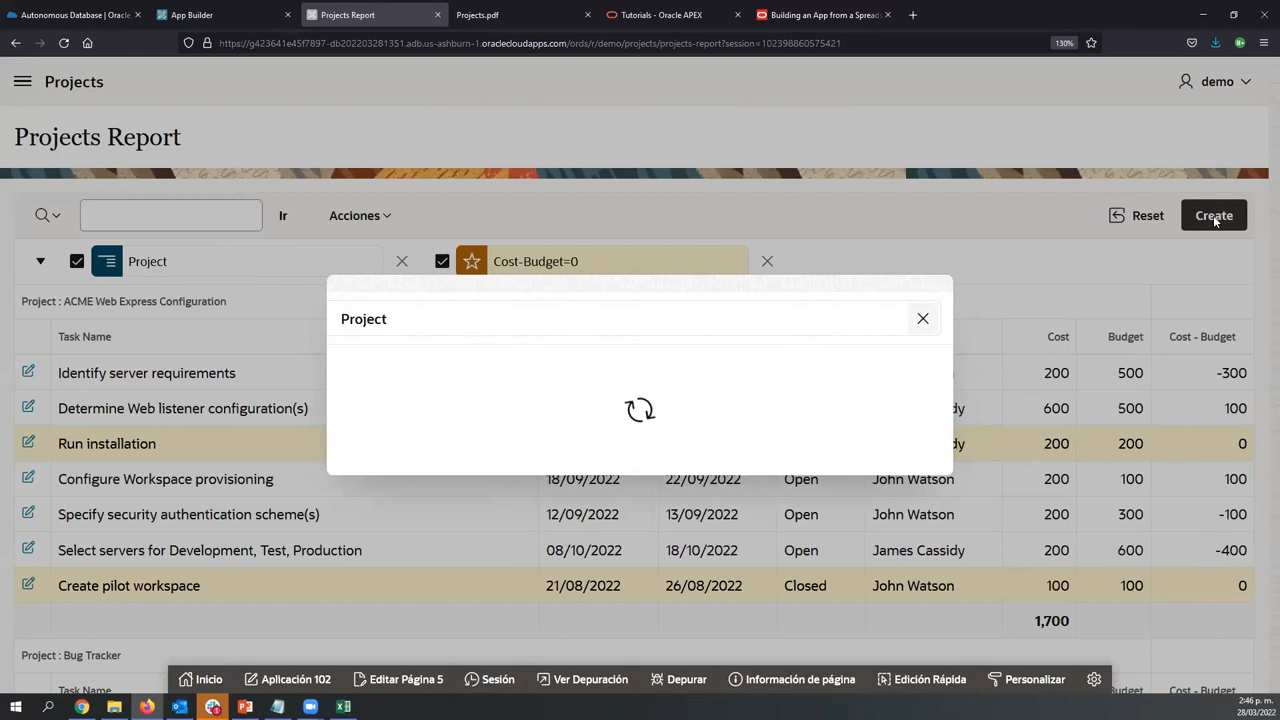 Autonomous Database | Oracle
App Builder
Projects Report
Projects.pdf
Tutorials - Oracle APEX
Building an App from a Spreads
https://g423641e45f7897-db202203281351.adb.us-ashburn-1.oraclecloudapps.com/ords/r/demo/projects/projects-report?session=102398860575421
130%
Projects
demo
Projects Report
Ir
Acciones
Reset
Create
Project
Cost-Budget=0
Project : ACME Web Express Configuration
Project
Task Name
Cost
Budget
Cost - Budget
Identify server requirements
200
500
-300
Determine Web listener configuration(s)
dy
600
500
100
Run installation
dy
200
200
0
Configure Workspace provisioning
18/09/2022
22/09/2022
Open
John Watson
200
100
100
Specify security authentication scheme(s)
12/09/2022
13/09/2022
Open
John Watson
200
300
-100
Select servers for Development, Test, Production
08/10/2022
18/10/2022
Open
James Cassidy
200
600
-400
Create pilot workspace
21/08/2022
26/08/2022
Closed
John Watson
100
100
0
1,700
Project : Bug Tracker
Task Name
Inicio
Aplicación 102
Editar Página 5
Sesión
Ver Depuración
Depurar
Información de página
Edición Rápida
Personalizar
2:46 p. m.
28/03/2022